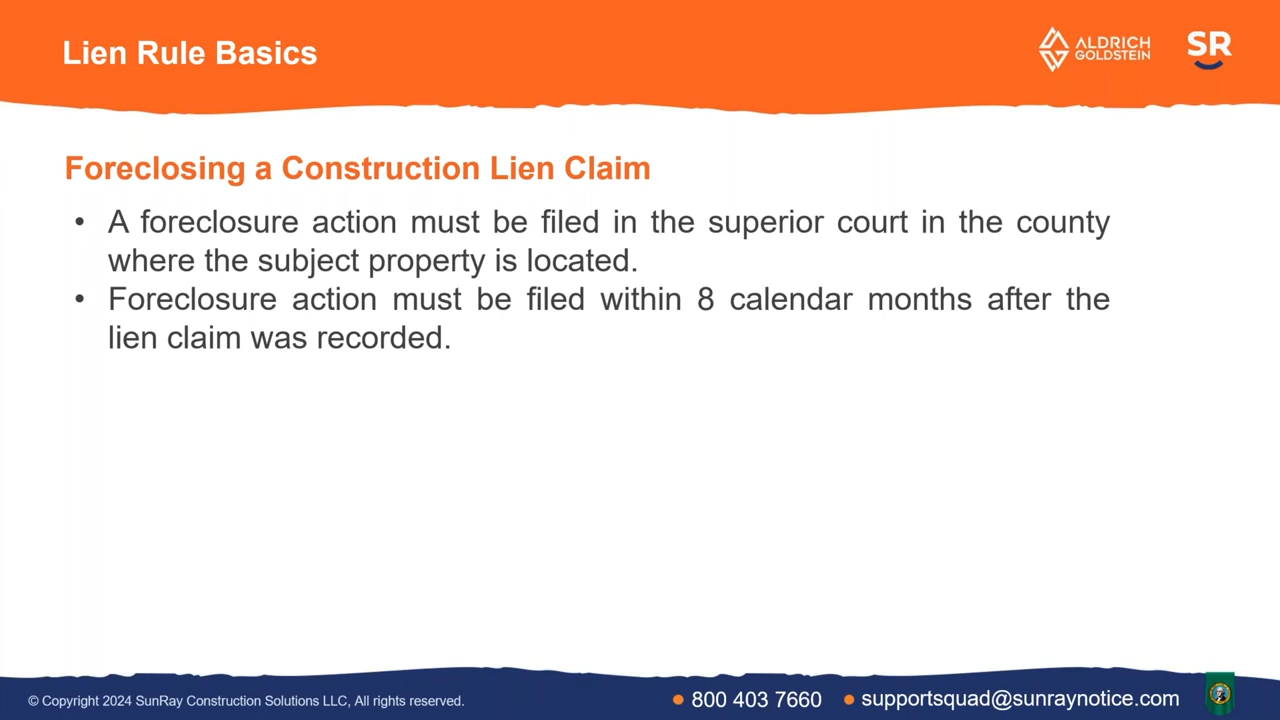 Lien Rule Basics
ALDRICH
GOLDSTEIN
SR
Foreclosing a Construction Lien Claim
• A foreclosure action must be filed in the superior court in the county
where the subject property is located.
• Foreclosure action must be filed within 8 calendar months after the
lien claim was recorded.
© Copyright 2024 SunRay Construction Solutions LLC, All rights reserved.
800 403 7660
supportsquad@sunraynotice.com